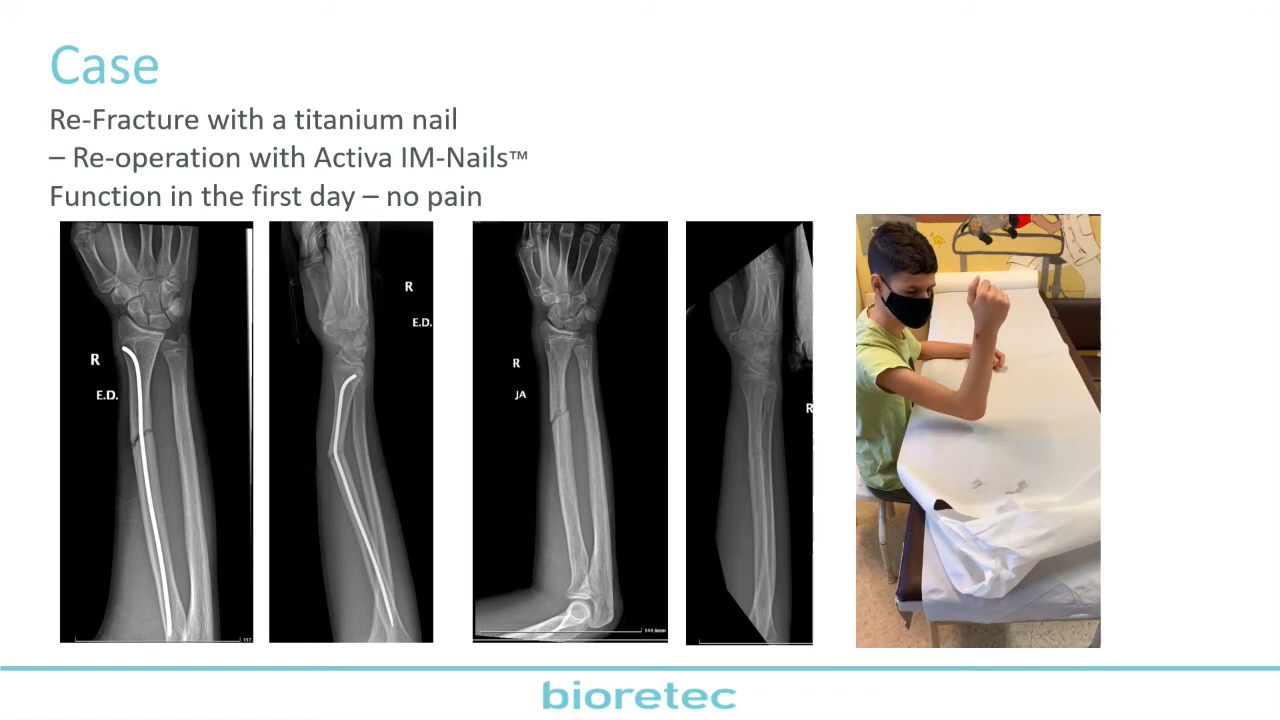 Case
Re-Fracture with a titanium nail
– Re-operation with Activa IM-Nails™
Function in the first day – no pain
R
E.D.
R
E.D.
R
JA
R
bioretec